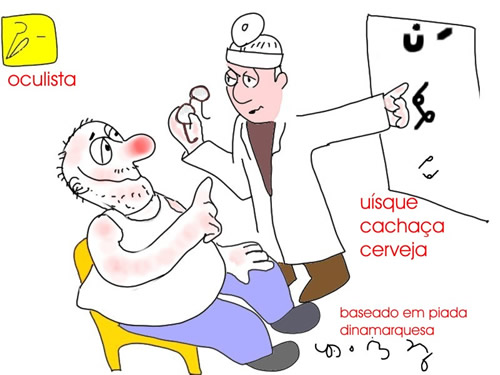 oculista
uísque
cachaça
cerveja
baseado em piada
dinamarquesa